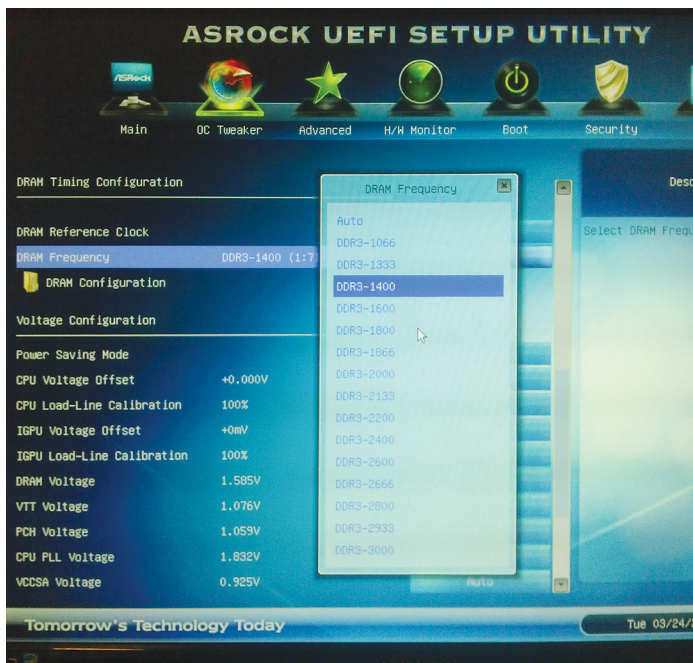 ASROCK UEFI SETUP UTILITY
ASRock
Main OC Tweaker Advanced H/W Monitor Boot Security
DRAM Timing Configuration
DRAM Reference Clock
DRAM Frequency DDR3-1400 (1:7
DRAM Configuration
Voltage Configuration
Power Saving Mode
CPU Voltage Offset +0.000V
CPU Load-Line Calibration 100%
IGPU Voltage Offset +0mV
IGPU Load-Line Calibration 100%
DRAM Voltage 1.585V
VTT Voltage 1.076V
PCH Voltage 1.059V
CPU PLL Voltage 1.832V
VCCSA Voltage 0.925V
Auto
DRAM Frequency
Auto
DDR3-1066
DDR3-1333
DDR3-1400
DDR3-1600
DDR3-1800
DDR3-1866
DDR3-2000
DDR3-2133
DDR3-2200
DDR3-2400
DDR3-2600
DDR3-2666
DDR3-2800
DDR3-2933
DDR3-3000
Desc
Select DRAM Frequ
Tomorrow's Technology Today
Tue 03/24/